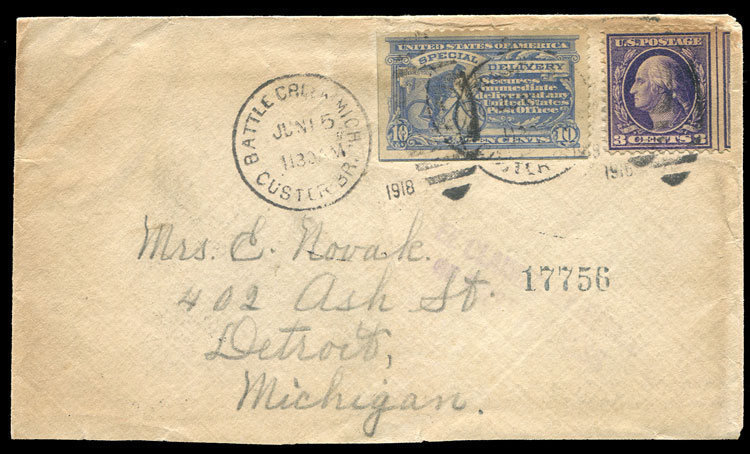 UNITED STATES OF AMERICA
SPECIAL DELIVERY
Secures
immediate
delivery at any
United States
Post Office
10 TEN CENTS 10
U.S. POSTAGE
3 CENTS 3
BATTLE CREEK, MICH.
JUN 5
1130 M
CUSTER BR.
1918
CUSTER
1918
Mrs. E. Novak.
402 Ash St.
Detroit,
Michigan.
17756